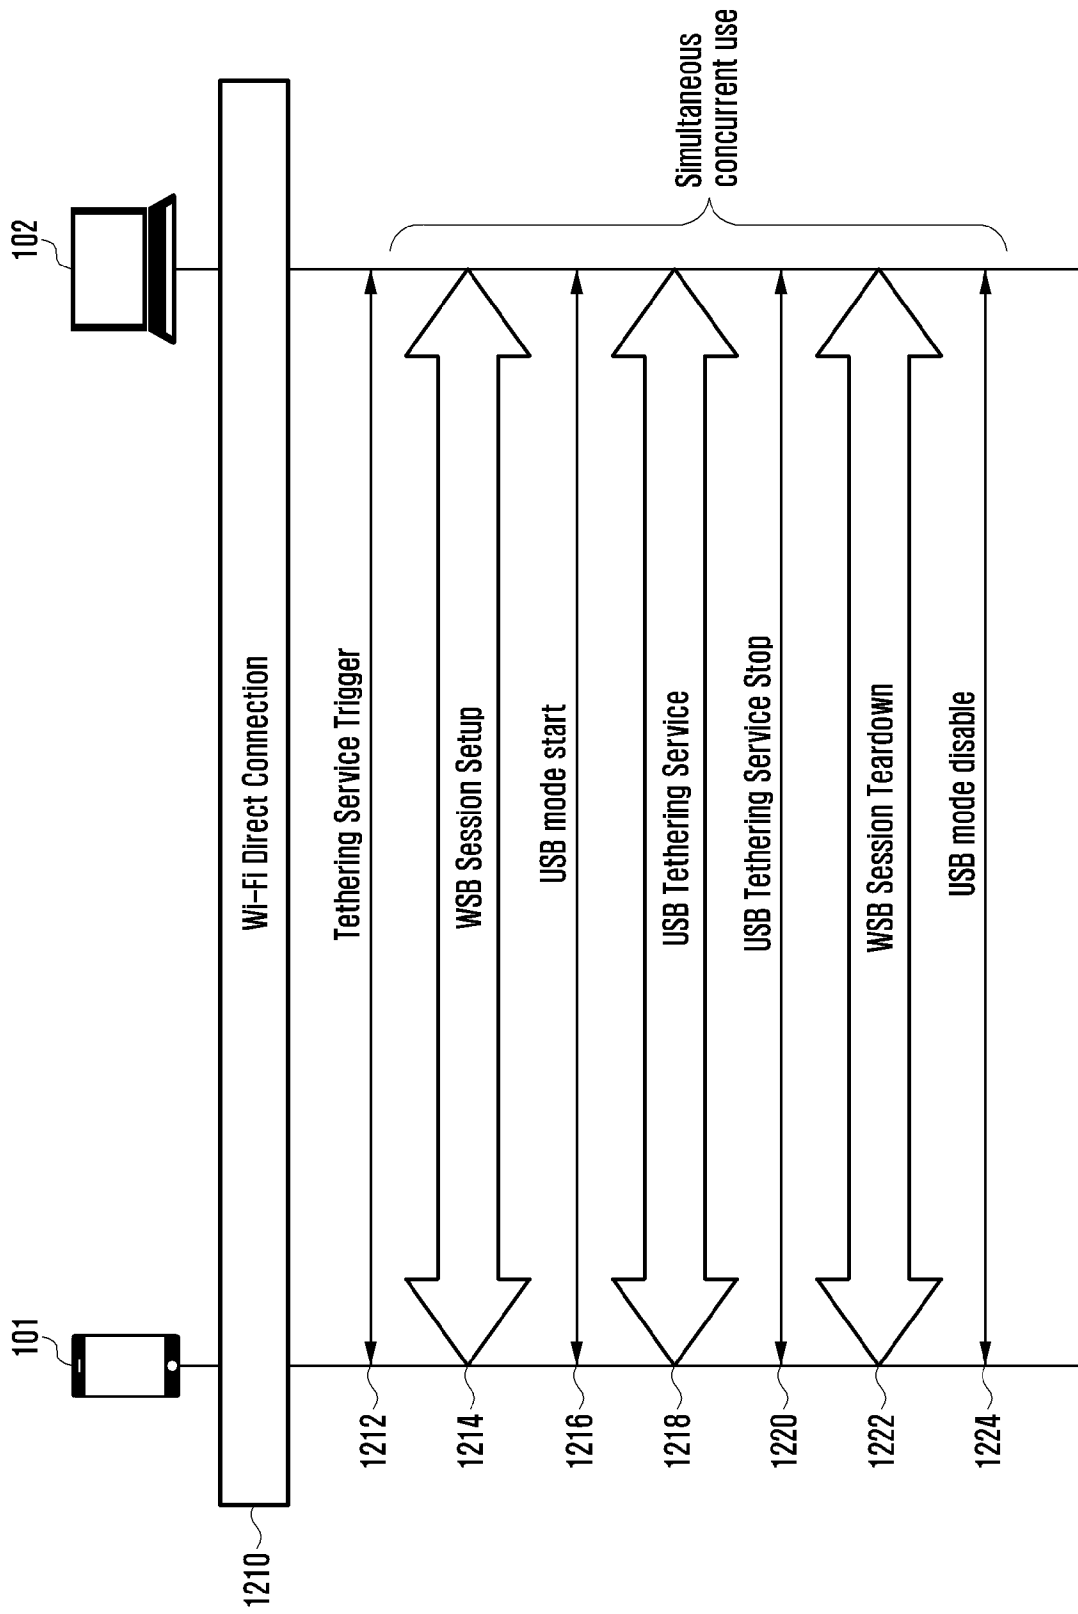 101
102
1210
Wi-Fi Direct Connection
1212
Tethering Service Trigger
1214
WSB Session Setup
1216
USB mode start
1218
USB Tethering Service
1220
USB Tethering Service Stop
1222
WSB Session Teardown
1224
USB mode disable
Simultaneous
concurrent use